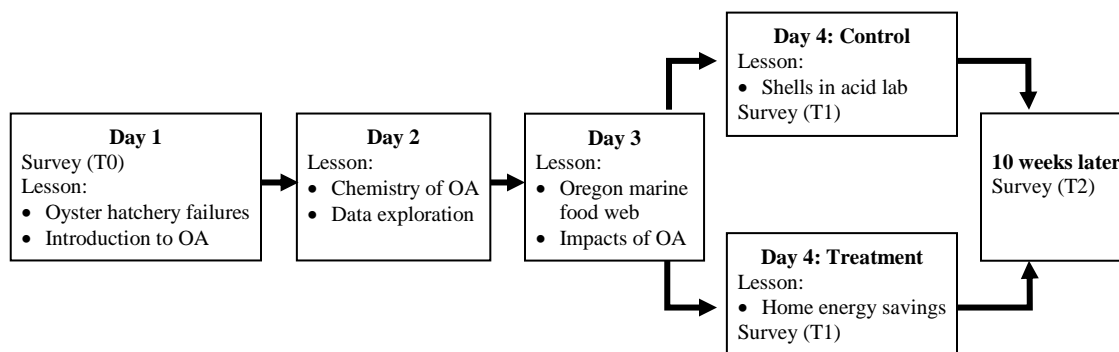 Day 1
Survey (T0)
Lesson:
• Oyster hatchery failures
• Introduction to OA
Day 2
Lesson:
• Chemistry of OA
• Data exploration
Day 3
Lesson:
• Oregon marine
food web
• Impacts of OA
Day 4: Control
Lesson:
• Shells in acid lab
Survey (T1)
Day 4: Treatment
Lesson:
• Home energy savings
Survey (T1)
10 weeks later
Survey (T2)